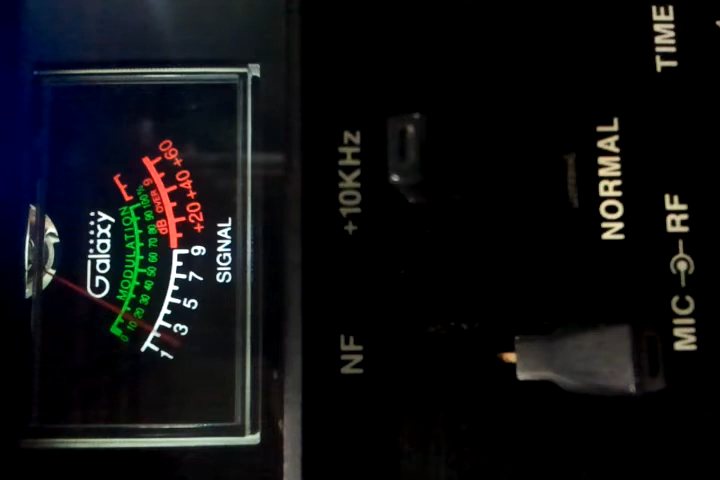 Galaxy
MODULATION
0 10 20 30 40 50 60 70 80 90 100%
dB OVER 9
1 3 5 7 9 +20 +40 +60
SIGNAL
NF +10KHz
NORMAL
MIC RF
TIME